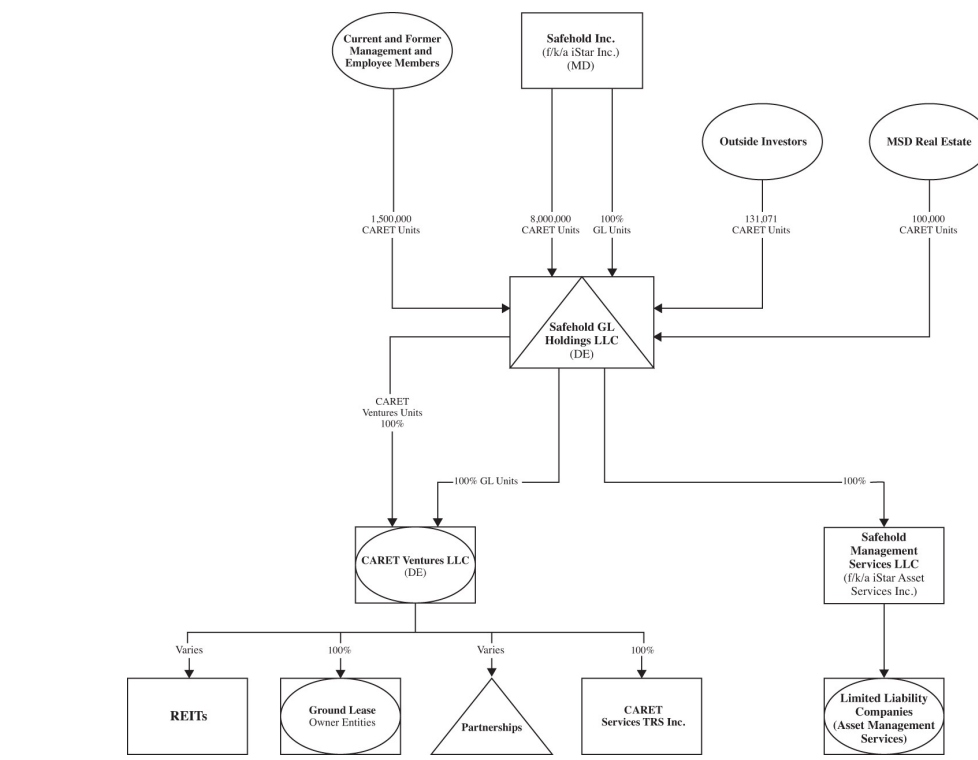 Current and Former
Management and
Employee Members
Safehold Inc.
(f/k/a iStar Inc.)
(MD)
Outside Investors
MSD Real Estate
1,500,000
CARET Units
8,000,000
CARET Units
100%
GL Units
131,071
CARET Units
100,000
CARET Units
Safehold GL
Holdings LLC
(DE)
CARET
Ventures Units
100%
100% GL Units
100%
CARET Ventures LLC
(DE)
Safehold
Management
Services LLC
(f/k/a iStar Asset
Services Inc.)
Varies
100%
Varies
100%
REITs
Ground Lease
Owner Entities
Partnerships
CARET
Services TRS Inc.
Limited Liability
Companies
(Asset Management
Services)